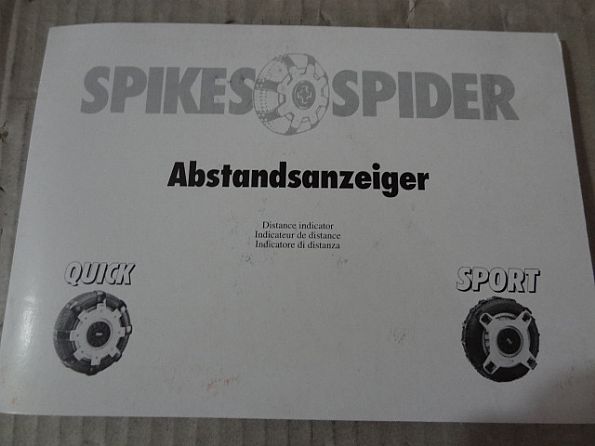 SPIKES SPIDER
Abstandsanzeiger
Distance indicator
Indicateur de distance
Indicatore di distanza
QUICK
SPORT